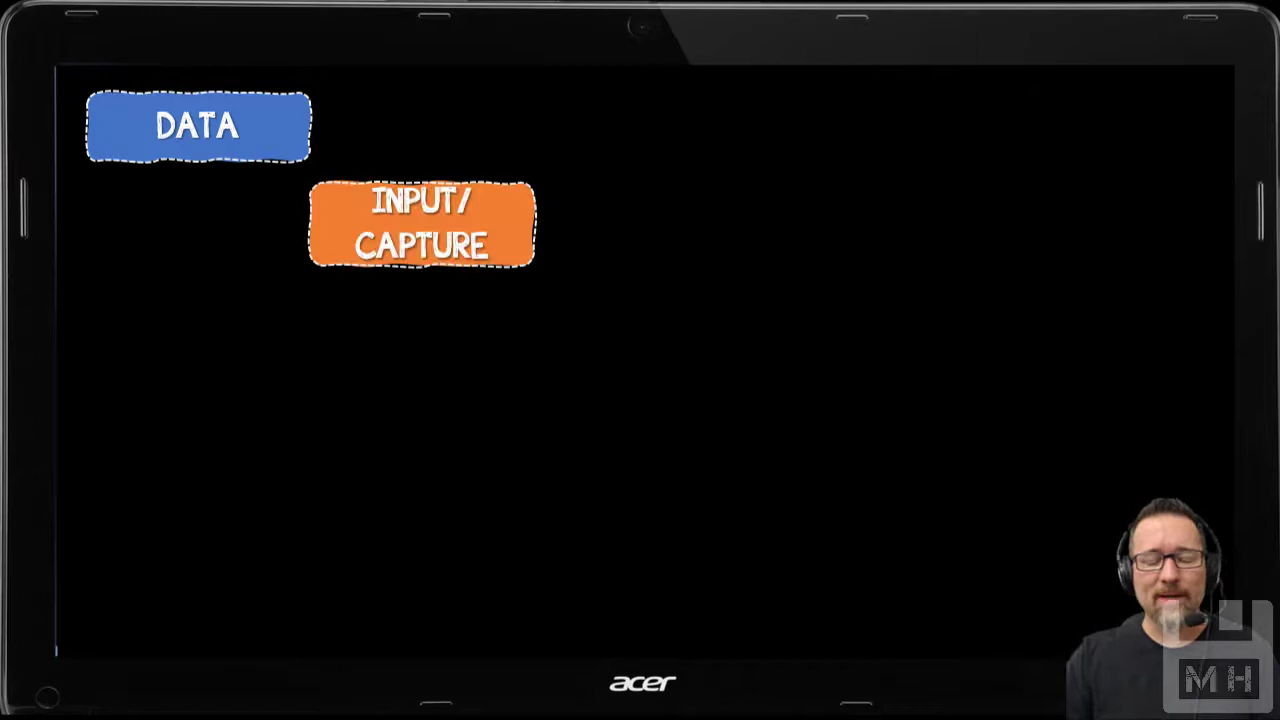 DATA
INPUT/
CAPTURE
acer
MH